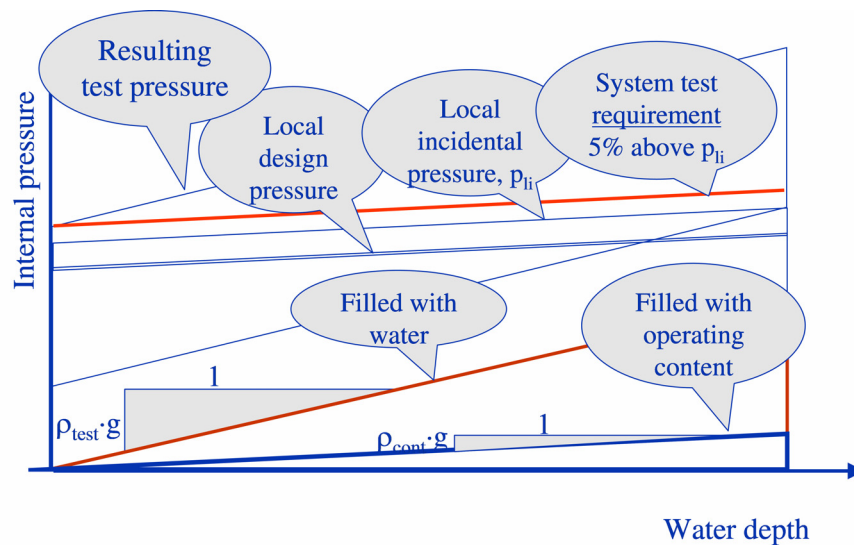 Resulting
test pressure
Local
design
pressure
Local
incidental
pressure, pli
System test
requirement
5% above pli
Internal pressure
Filled with
water
Filled with
operating
content
1
ρtest·g
1
ρcont·g
Water depth